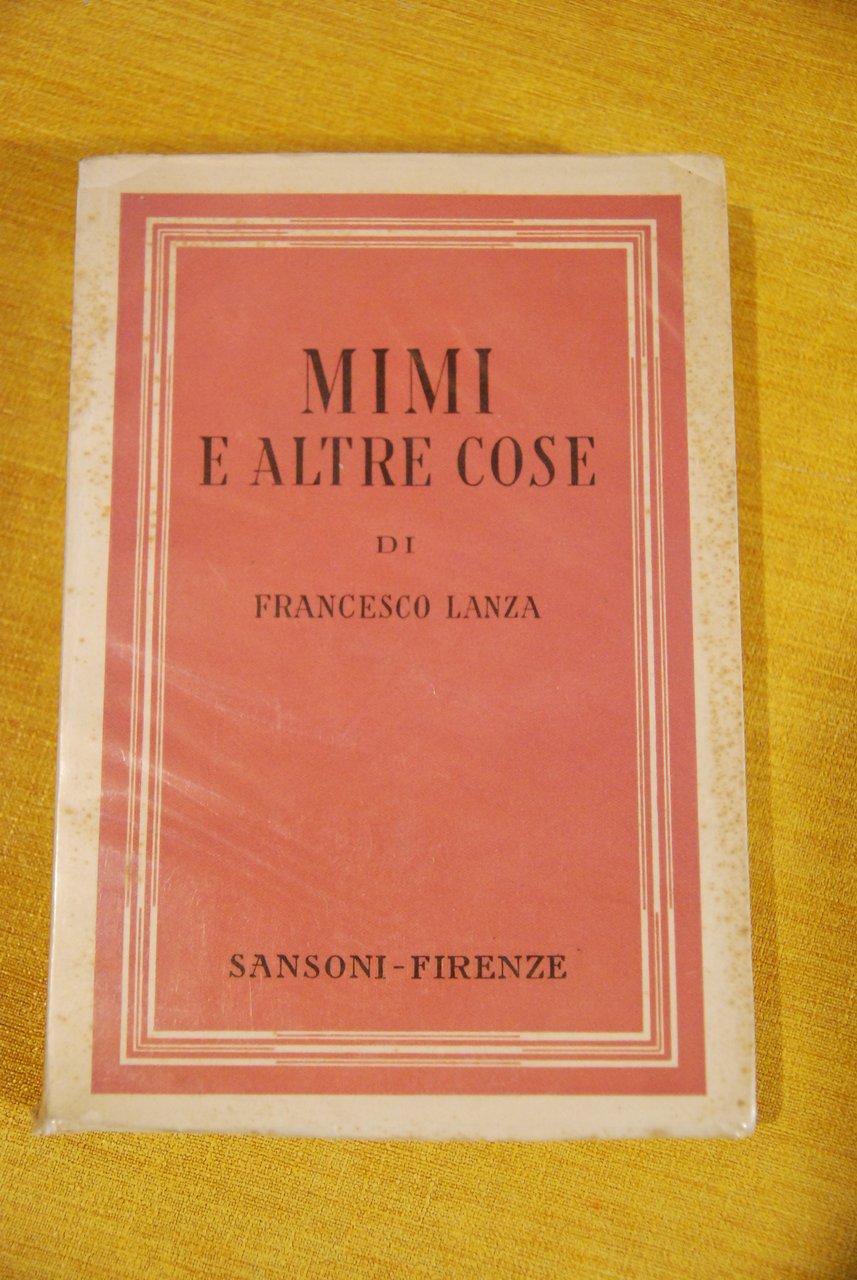 MIMI
E ALTRE COSE
DI
FRANCESCO LANZA
SANSONI-FIRENZE